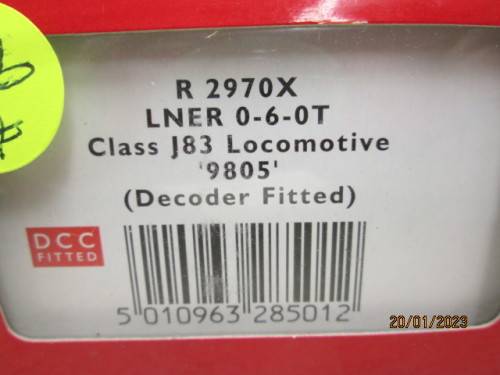 R 2970X
LNER 0-6-0T
Class J83 Locomotive
'9805'
(Decoder Fitted)
DCC
FITTED
5 010963 285012
20/01/2023